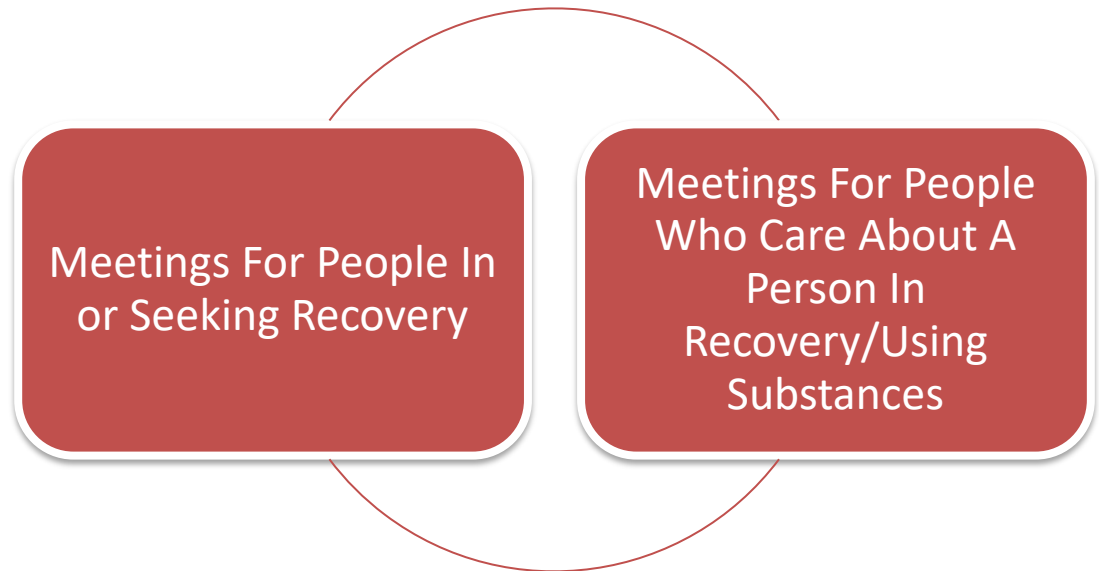 Meetings For People In
or Seeking Recovery
Meetings For People
Who Care About A
Person In
Recovery/Using
Substances